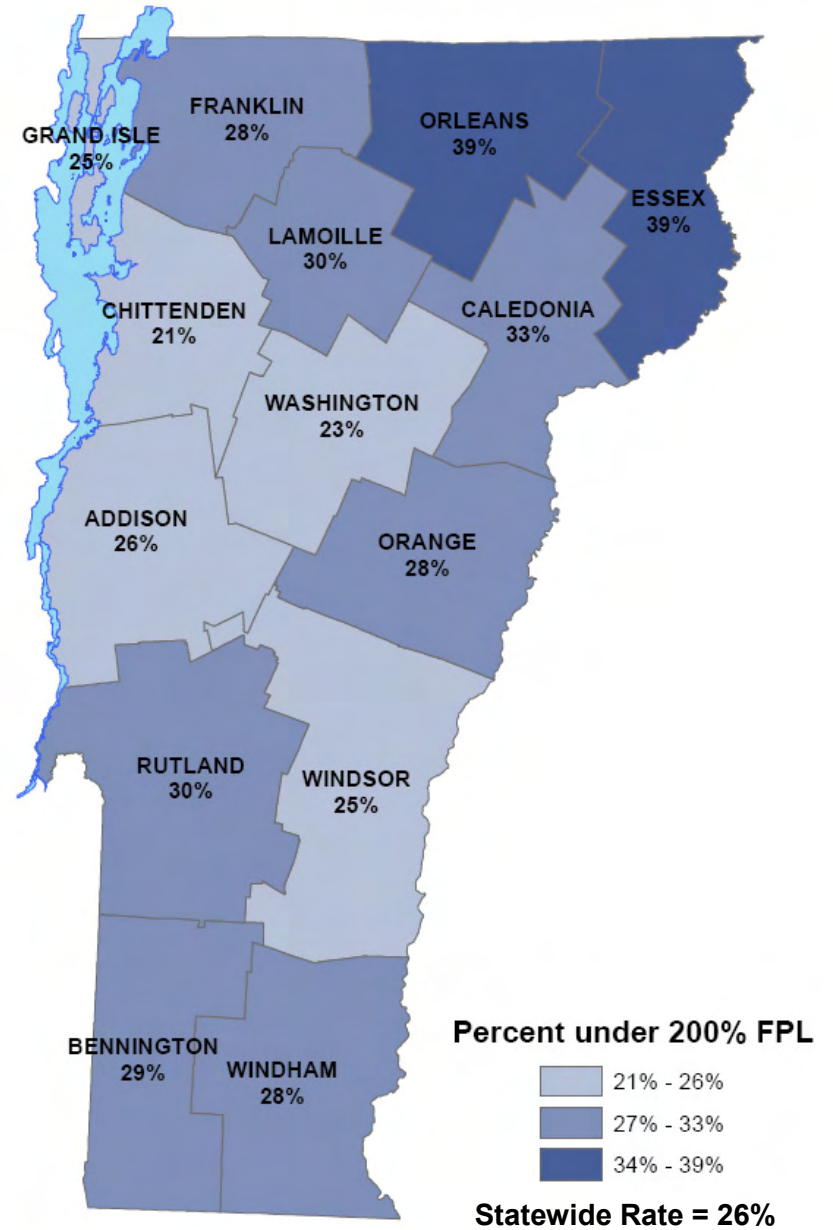 FRANKLIN
28%
ORLEANS
39%
GRAND ISLE
25%
ESSEX
39%
LAMOILLE
30%
CHITTENDEN
21%
CALEDONIA
33%
WASHINGTON
23%
ADDISON
26%
ORANGE
28%
RUTLAND
30%
WINDSOR
25%
BENNINGTON
29%
WINDHAM
28%
Percent under 200% FPL
21% - 26%
27% - 33%
34% - 39%
Statewide Rate = 26%